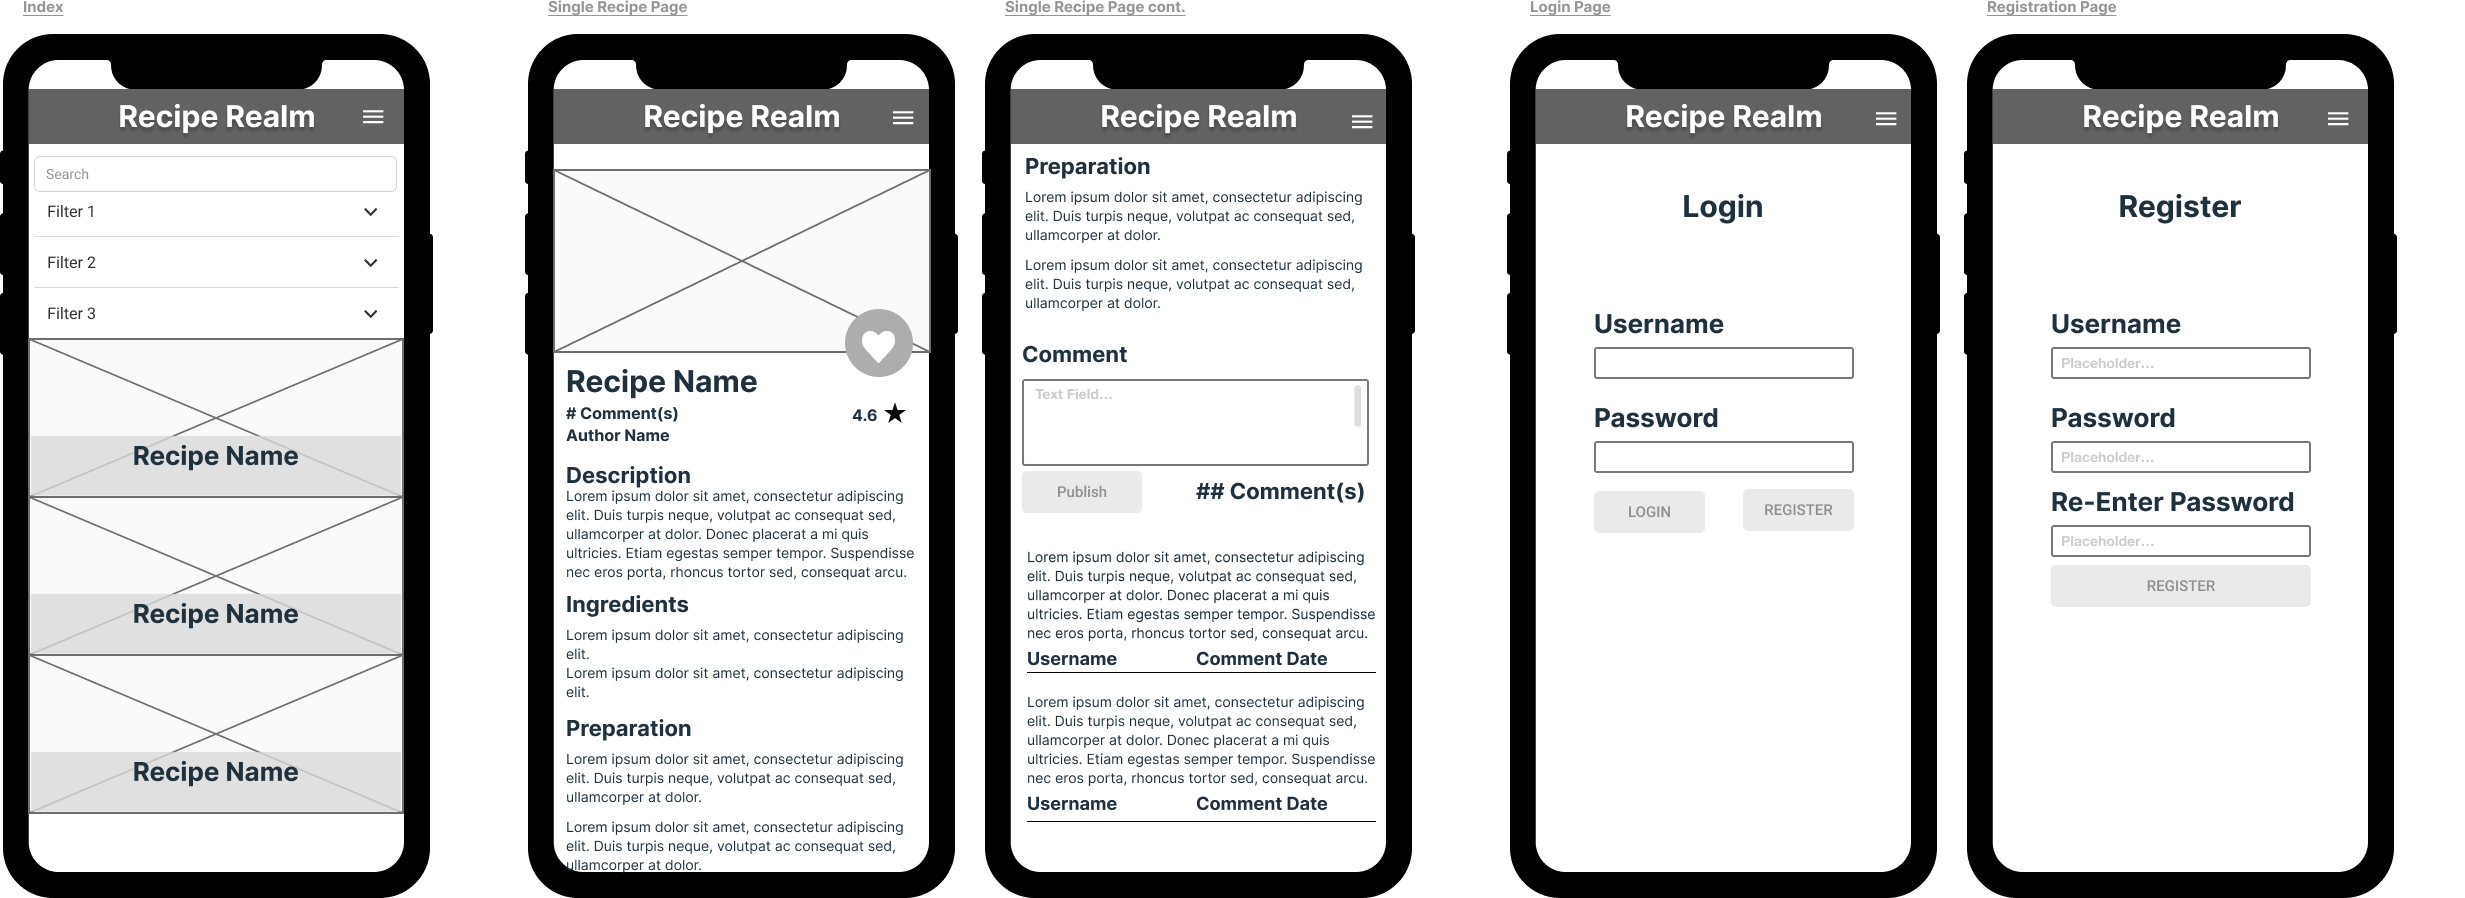 Index
Recipe Realm
Search
Filter 1
Filter 2
Filter 3
Recipe Name
Recipe Name
Recipe Name
Single Recipe Page
Recipe Realm
Recipe Name
# Comment(s)
4.6
Author Name
Description
Lorem ipsum dolor sit amet, consectetur adipiscing
elit. Duis turpis neque, volutpat ac consequat sed,
ullamcorper at dolor. Donec placerat a mi quis
ultricies. Etiam egestas semper tempor. Suspendisse
nec eros porta, rhoncus tortor sed, consequat arcu.
Ingredients
Lorem ipsum dolor sit amet, consectetur adipiscing
elit.
Lorem ipsum dolor sit amet, consectetur adipiscing
elit.
Preparation
Lorem ipsum dolor sit amet, consectetur adipiscing
elit. Duis turpis neque, volutpat ac consequat sed,
ullamcorper at dolor.
Lorem ipsum dolor sit amet, consectetur adipiscing
elit. Duis turpis neque, volutpat ac consequat sed,
ullamcorper at dolor.
Single Recipe Page cont.
Recipe Realm
Preparation
Lorem ipsum dolor sit amet, consectetur adipiscing
elit. Duis turpis neque, volutpat ac consequat sed,
ullamcorper at dolor.
Lorem ipsum dolor sit amet, consectetur adipiscing
elit. Duis turpis neque, volutpat ac consequat sed,
ullamcorper at dolor.
Comment
Text Field...
Publish
## Comment(s)
Lorem ipsum dolor sit amet, consectetur adipiscing
elit. Duis turpis neque, volutpat ac consequat sed,
ullamcorper at dolor. Donec placerat a mi quis
ultricies. Etiam egestas semper tempor. Suspendisse
nec eros porta, rhoncus tortor sed, consequat arcu.
Username Comment Date
Lorem ipsum dolor sit amet, consectetur adipiscing
elit. Duis turpis neque, volutpat ac consequat sed,
ullamcorper at dolor. Donec placerat a mi quis
ultricies. Etiam egestas semper tempor. Suspendisse
nec eros porta, rhoncus tortor sed, consequat arcu.
Username Comment Date
Login Page
Recipe Realm
Login
Username
Password
LOGIN REGISTER
Registration Page
Recipe Realm
Register
Username
Placeholder...
Password
Placeholder...
Re-Enter Password
Placeholder...
REGISTER